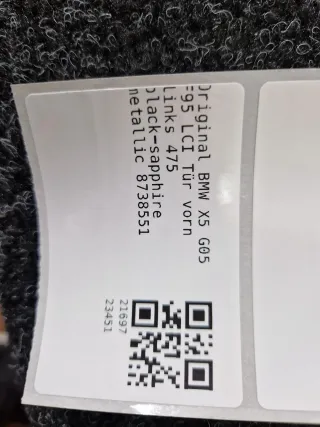 Original BMW X5 G05
F95 LCI Tür vorn
Links 475
black-sapphire
metallic 8738551
21697
23451